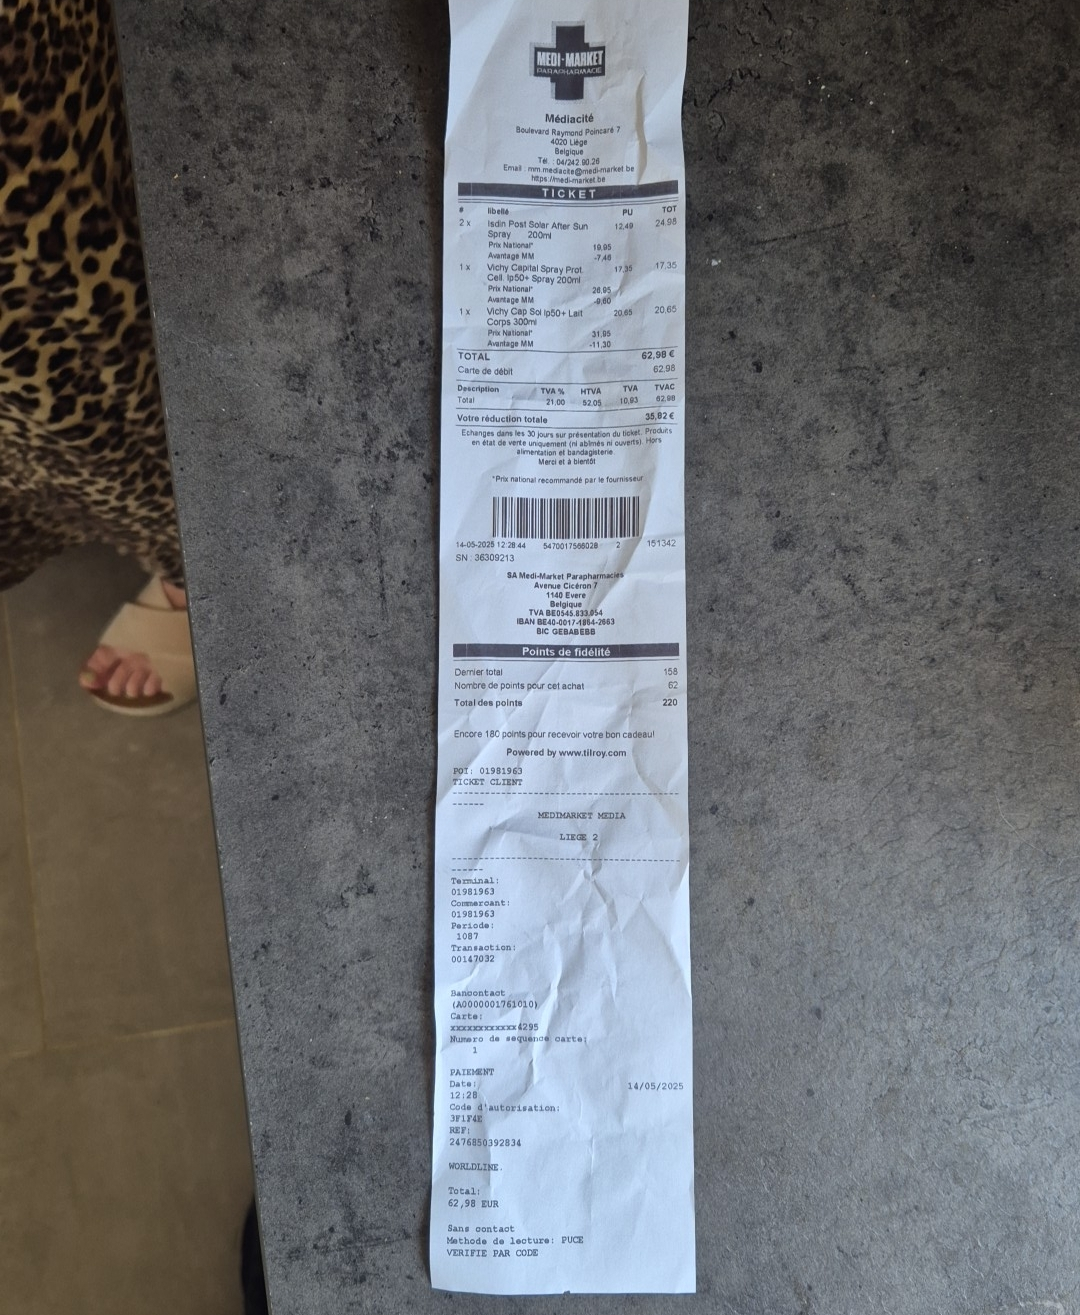 MEDI-MARKET
PARAPHARMACIE
Médiacité
Boulevard Raymond Poincaré 7
4020 Liège
Belgique
Tél. : 04/242.90.26
Email : mm.mediacite@medi-market.be
https://medi-market.be
TICKET
# libellé PU TOT
2 x Isdin Post Solar After Sun 12,49 24.98
Spray 200ml
Prix National* 19,95
Avantage MM -7,46
1 x Vichy Capital Spray Prot. 17,35 17.35
Cell. Ip50+ Spray 200ml
Prix National* 26,95
Avantage MM -9,60
1 x Vichy Cap Sol Ip50+ Lait 20,65 20.65
Corps 300ml
Prix National* 31,95
Avantage MM -11,30
TOTAL 62,98 €
Carte de débit 62.98
Description TVA % HTVA TVA TVAC
Total 21,00 52,05 10,93 62,98
Votre réduction totale 35,82 €
Echanges dans les 30 jours sur présentation du ticket. Produits
en état de verte uniquement (ni abîmés ni ouverts). Hors
alimentation et bandagisterie.
Merci et à bientôt
*Prix national recommandé par le fournisseur
14-05-2025 12:28:44 5470017566028 2 151342
SN : 36309213
SA Medi-Market Parapharmacies
Avenue Cicéron 7
1140 Evere
Belgique
TVA BE0545.833.054
IBAN BE40-0017-1864-2663
BIC GEBABEBB
Points de fidélité
Dernier total 158
Nombre de points pour cet achat 62
Total des points 220
Encore 180 points pour recevoir votre bon cadeau!
Powered by www.tilroy.com
POI: 01981963
TICKET CLIENT
MEDIMARKET MEDIA
LIEGE 2
Terminal:
01981963
Commercant:
01981963
Periode:
1087
Transaction:
00147032
Bancontact
(A0000001761010)
Carte:
xxxxxxxxxxxx4295
Numero de sequence carte:
1
PAIEMENT
Date: 14/05/2025
12:28
Code d'autorisation:
3F1F4E
REF:
2476850392834
WORLDLINE.
Total:
62,98 EUR
Sans contact
Methode de lecture: PUCE
VERIFIE PAR CODE